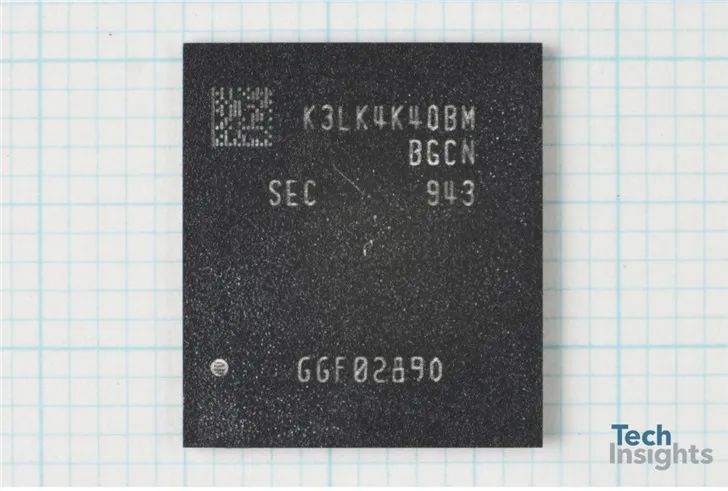 K3LK4K40BM
BGCN
SEC 943
GGF02890
Tech
Insights